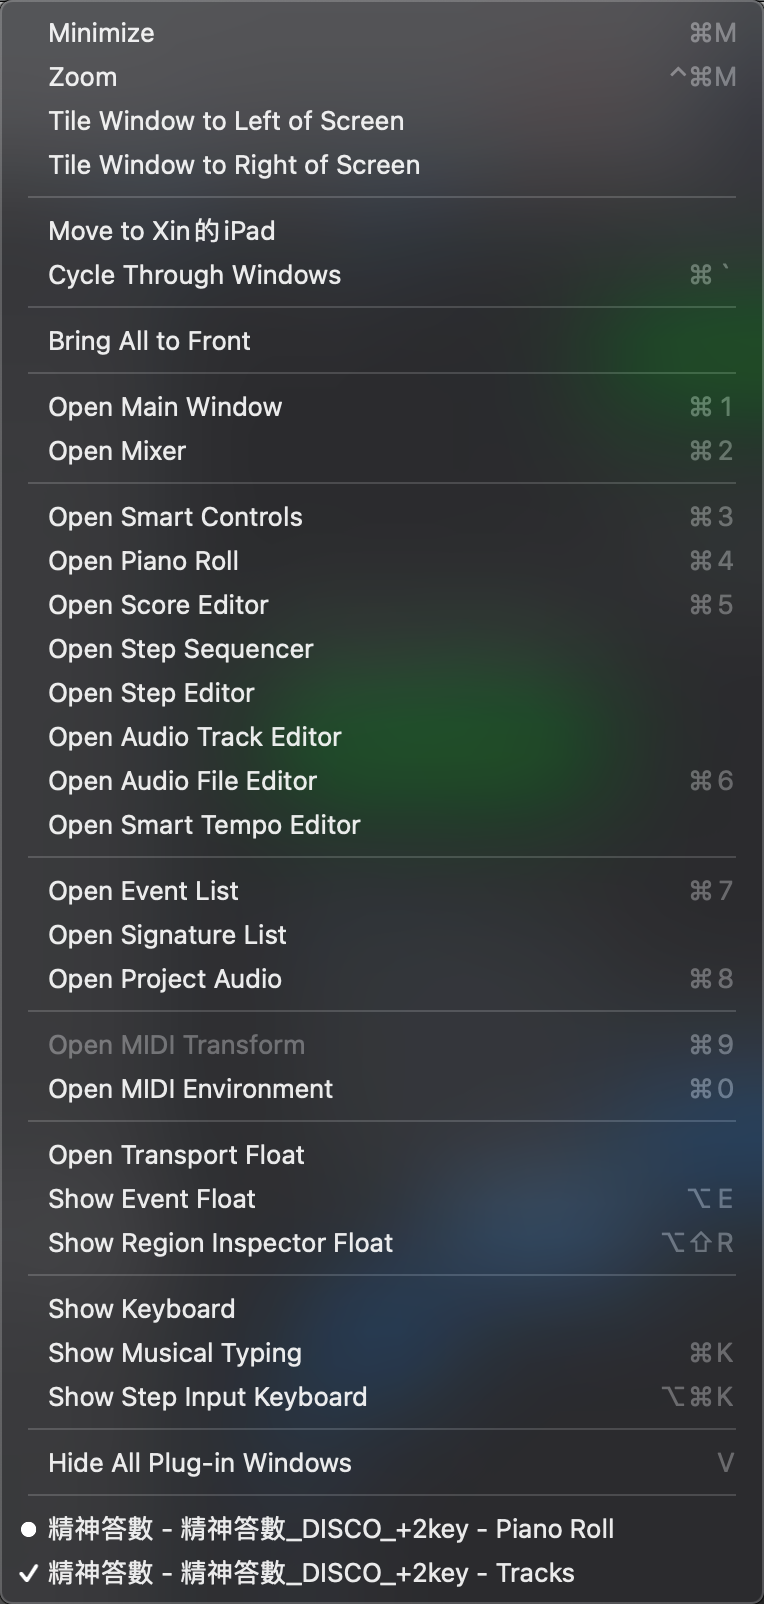 Minimize ⌘M
Zoom ^⌘M
Tile Window to Left of Screen
Tile Window to Right of Screen
Move to Xin的iPad
Cycle Through Windows ⌘`
Bring All to Front
Open Main Window ⌘1
Open Mixer ⌘2
Open Smart Controls ⌘3
Open Piano Roll ⌘4
Open Score Editor ⌘5
Open Step Sequencer
Open Step Editor
Open Audio Track Editor
Open Audio File Editor ⌘6
Open Smart Tempo Editor
Open Event List ⌘7
Open Signature List
Open Project Audio ⌘8
Open MIDI Transform ⌘9
Open MIDI Environment ⌘0
Open Transport Float
Show Event Float ⌥E
Show Region Inspector Float ⌥⇧R
Show Keyboard
Show Musical Typing ⌘K
Show Step Input Keyboard ⌥⌘K
Hide All Plug-in Windows V
精神答數 - 精神答數_DISCO_+2key - Piano Roll
✓ 精神答數 - 精神答數_DISCO_+2key - Tracks